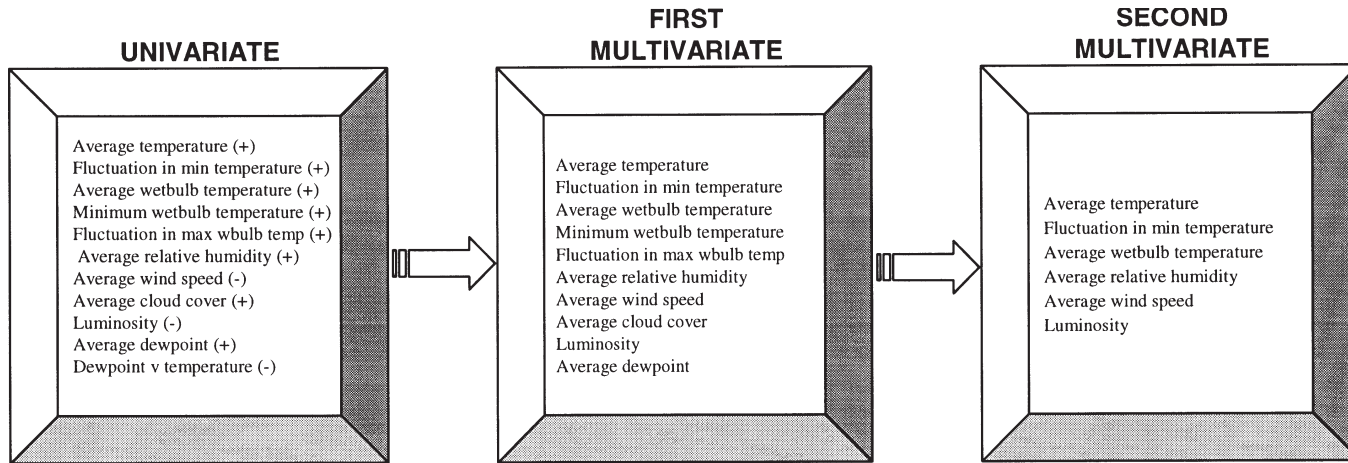 UNIVARIATE
Average temperature (+)
Fluctuation in min temperature (+)
Average wetbulb temperature (+)
Minimum wetbulb temperature (+)
Fluctuation in max wbulb temp (+)
Average relative humidity (+)
Average wind speed (-)
Average cloud cover (+)
Luminosity (-)
Average dewpoint (+)
Dewpoint v temperature (-)
FIRST
MULTIVARIATE
Average temperature
Fluctuation in min temperature
Average wetbulb temperature
Minimum wetbulb temperature
Fluctuation in max wbulb temp
Average relative humidity
Average wind speed
Average cloud cover
Luminosity
Average dewpoint
SECOND
MULTIVARIATE
Average temperature
Fluctuation in min temperature
Average wetbulb temperature
Average relative humidity
Average wind speed
Luminosity